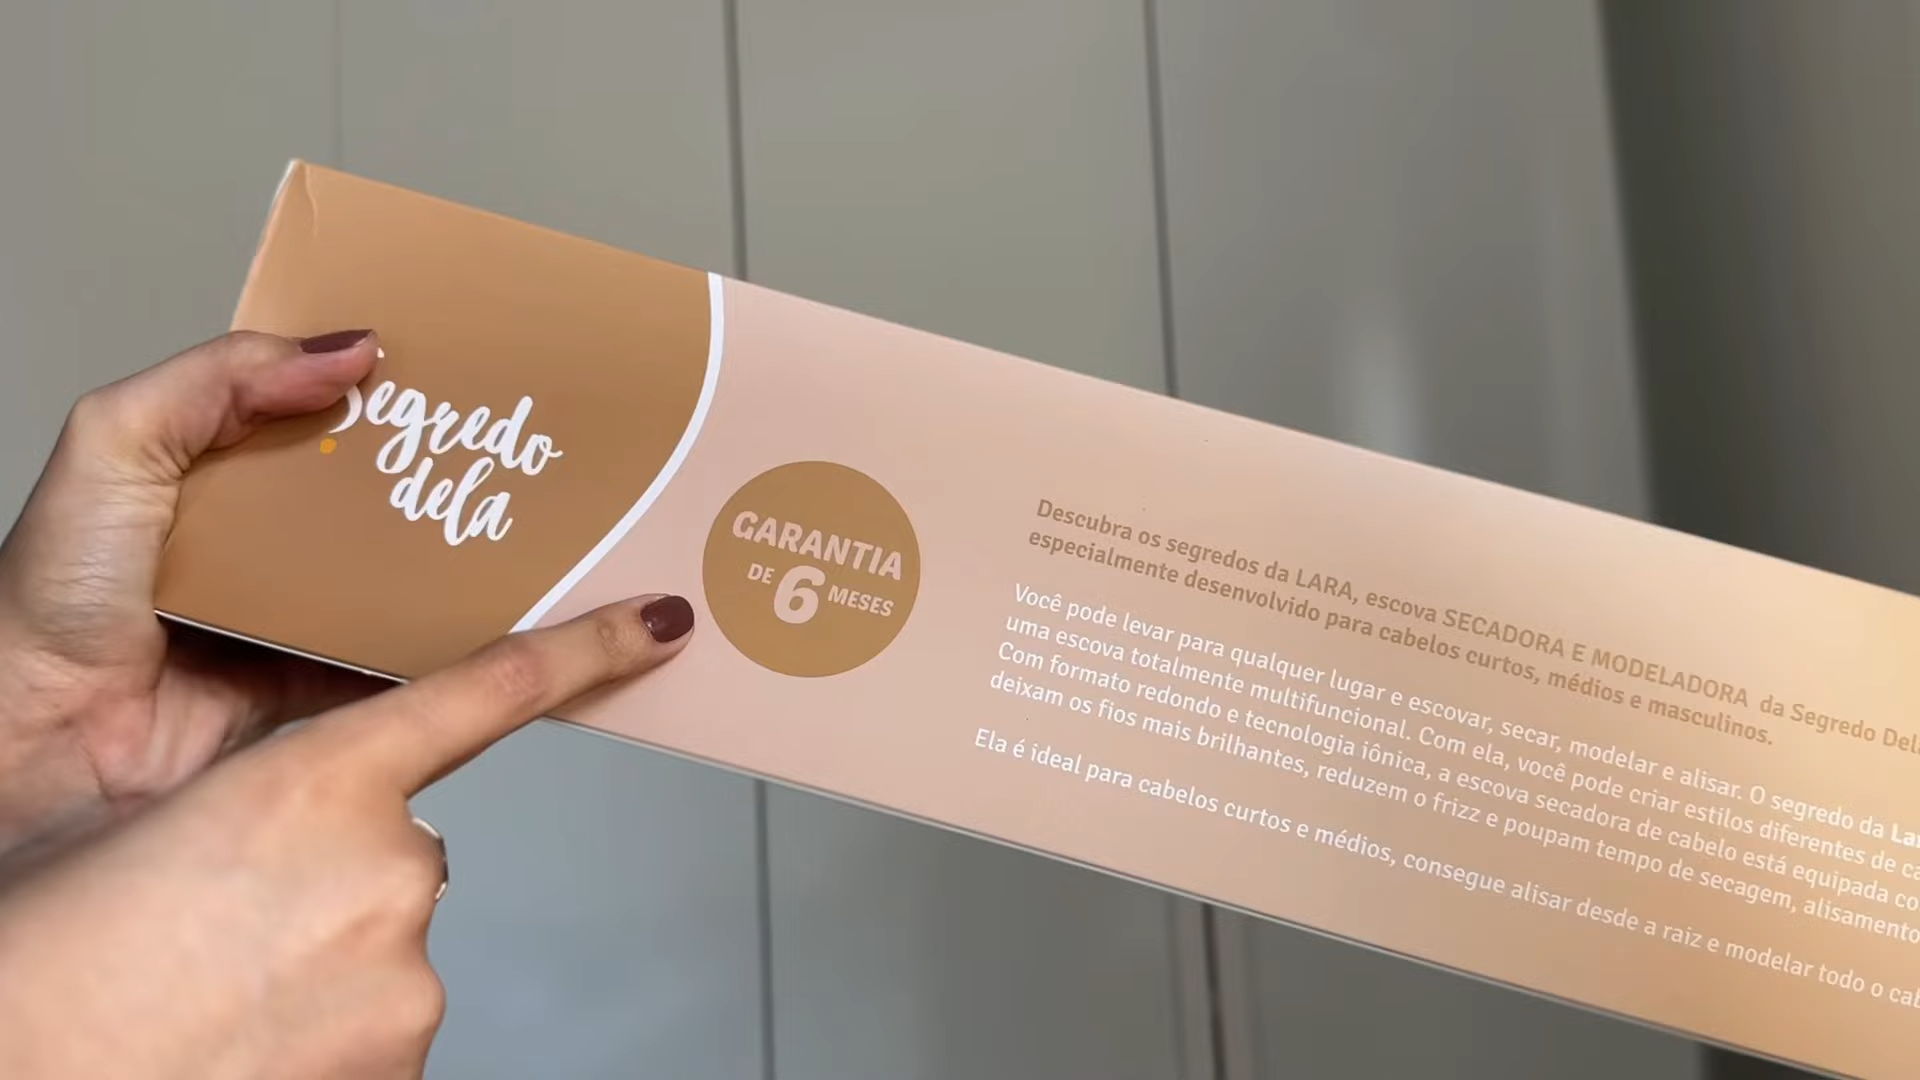 Segredo
dela
GARANTIA
DE 6 MESES
Descubra os segredos da LARA, escova SECADORA E MODELADORA da Segredo
especialmente desenvolvido para cabelos curtos, médios e masculinos.
Você pode levar para qualquer lugar e escovar, secar, modelar e alisar. O segredo da
uma escova totalmente multifuncional. Com ela, você pode criar estilos diferentes de
Com formato redondo e tecnologia iônica, a escova secadora de cabelo está equipada
deixam os fios mais brilhantes, reduzem o frizz e poupam tempo de secagem, alisamento
Ela é ideal para cabelos curtos e médios, consegue alisar desde a raiz e modelar todo o